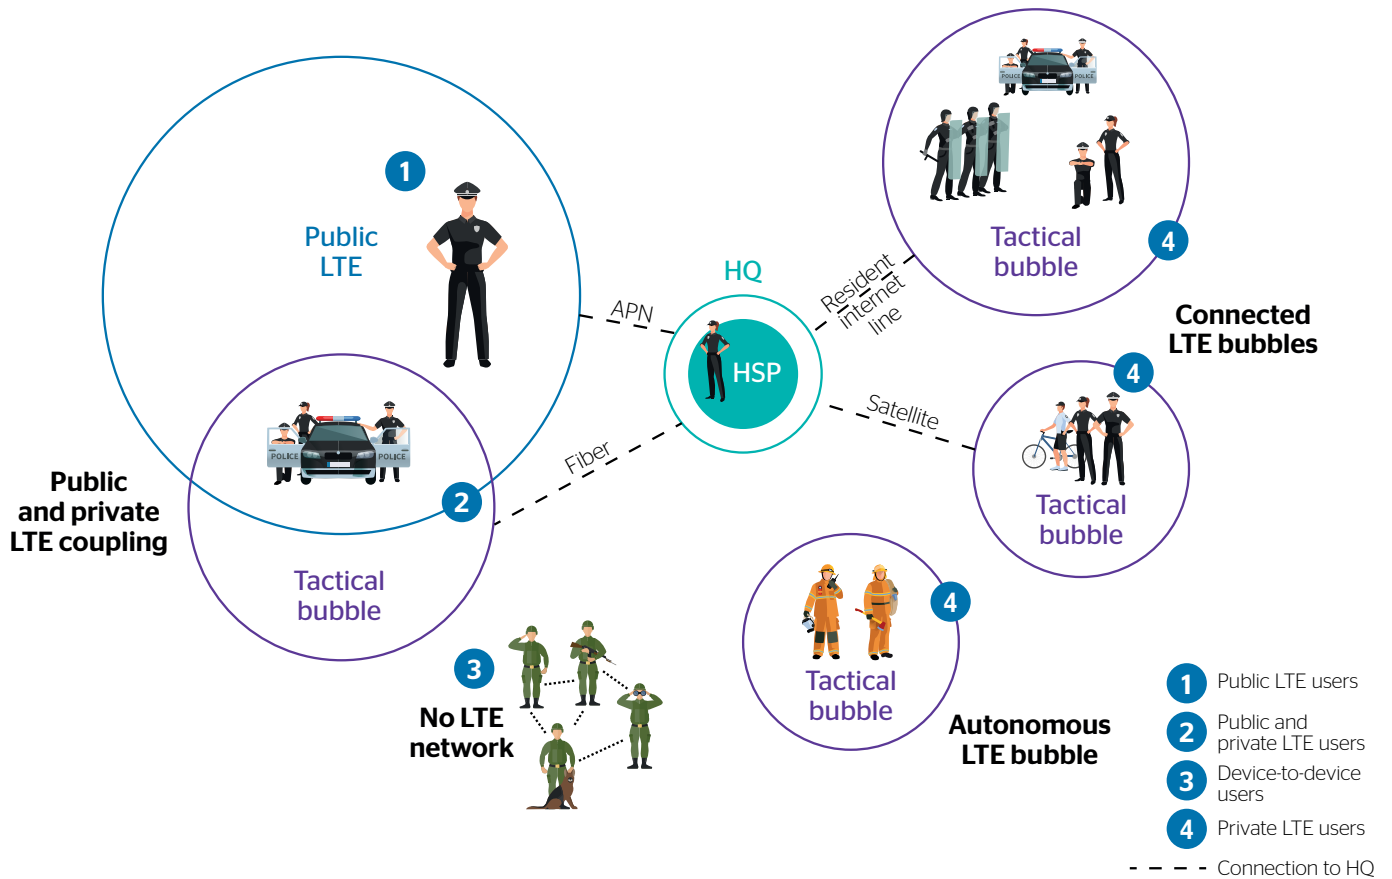 POLICE
POLICE
1
Public
LTE
Tactical
bubble
4
HQ
Resident
internet
line
APN
Connected
LTE bubbles
HSP
4
Satellite
POLICE
POLICE
Fiber
2
Public
and private
LTE coupling
Tactical
bubble
Tactical
bubble
4
3
No LTE
network
Tactical
bubble
Autonomous
LTE bubble
1 Public LTE users
2 Public and
private LTE users
3 Device-to-device
users
4 Private LTE users
Connection to HQ